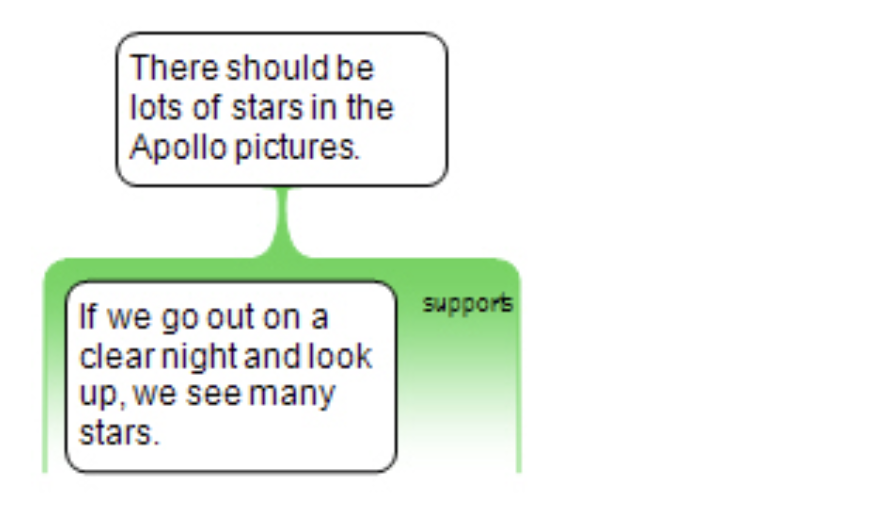 There should be
lots of stars in the
Apollo pictures.
If we go out on a
clear night and look
up, we see many
stars.
supports